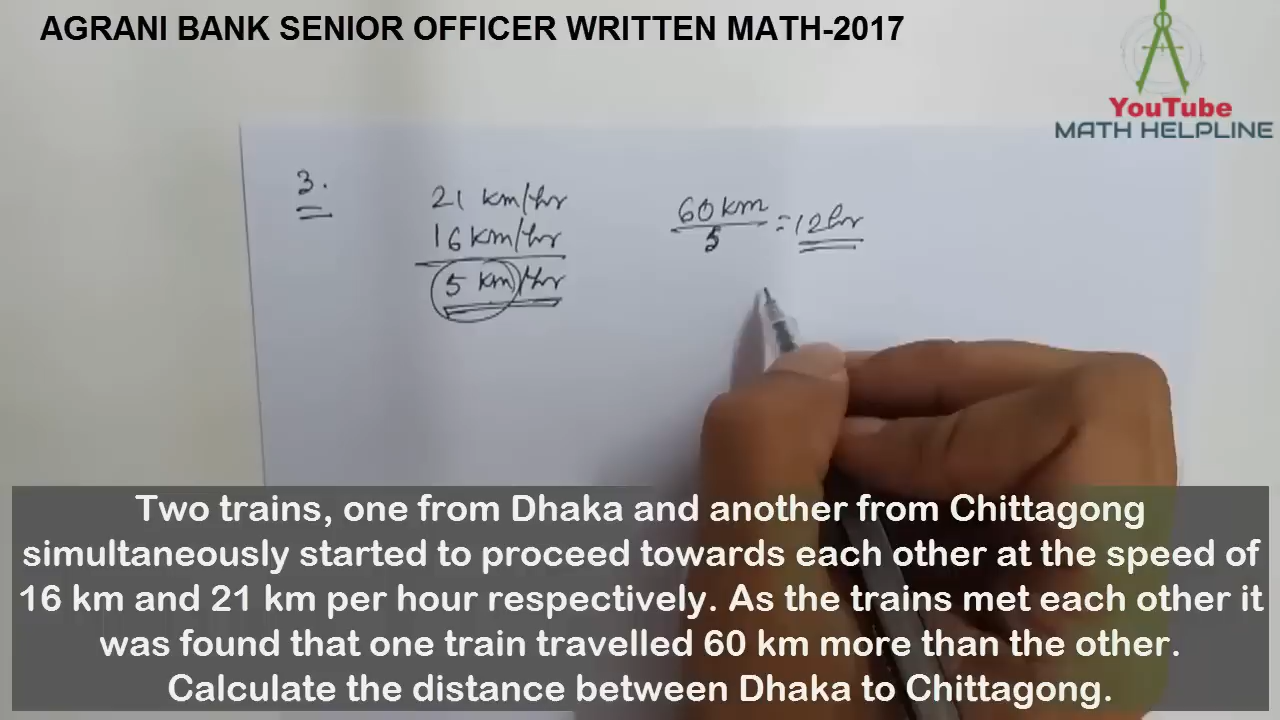 AGRANI BANK SENIOR OFFICER WRITTEN MATH-2017
YouTube
MATH HELPLINE
3.
21 km/hr
16 km/hr
5 km/hr
60 km
5
= 12 hr
Two trains, one from Dhaka and another from Chittagong
simultaneously started to proceed towards each other at the speed of
16 km and 21 km per hour respectively. As the trains met each other it
was found that one train travelled 60 km more than the other.
Calculate the distance between Dhaka to Chittagong.